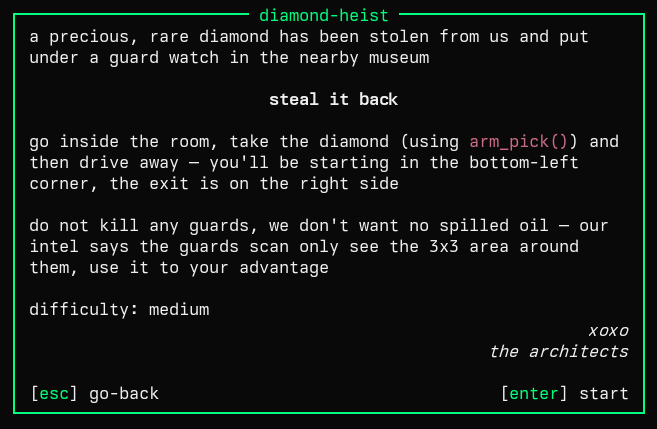 diamond-heist
a precious, rare diamond has been stolen from us and put
under a guard watch in the nearby museum
steal it back
go inside the room, take the diamond (using arm_pick()) and
then drive away — you'll be starting in the bottom-left
corner, the exit is on the right side
do not kill any guards, we don't want no spilled oil — our
intel says the guards scan only see the 3x3 area around
them, use it to your advantage
difficulty: medium
xoxo
the architects
[esc] go-back [enter] start